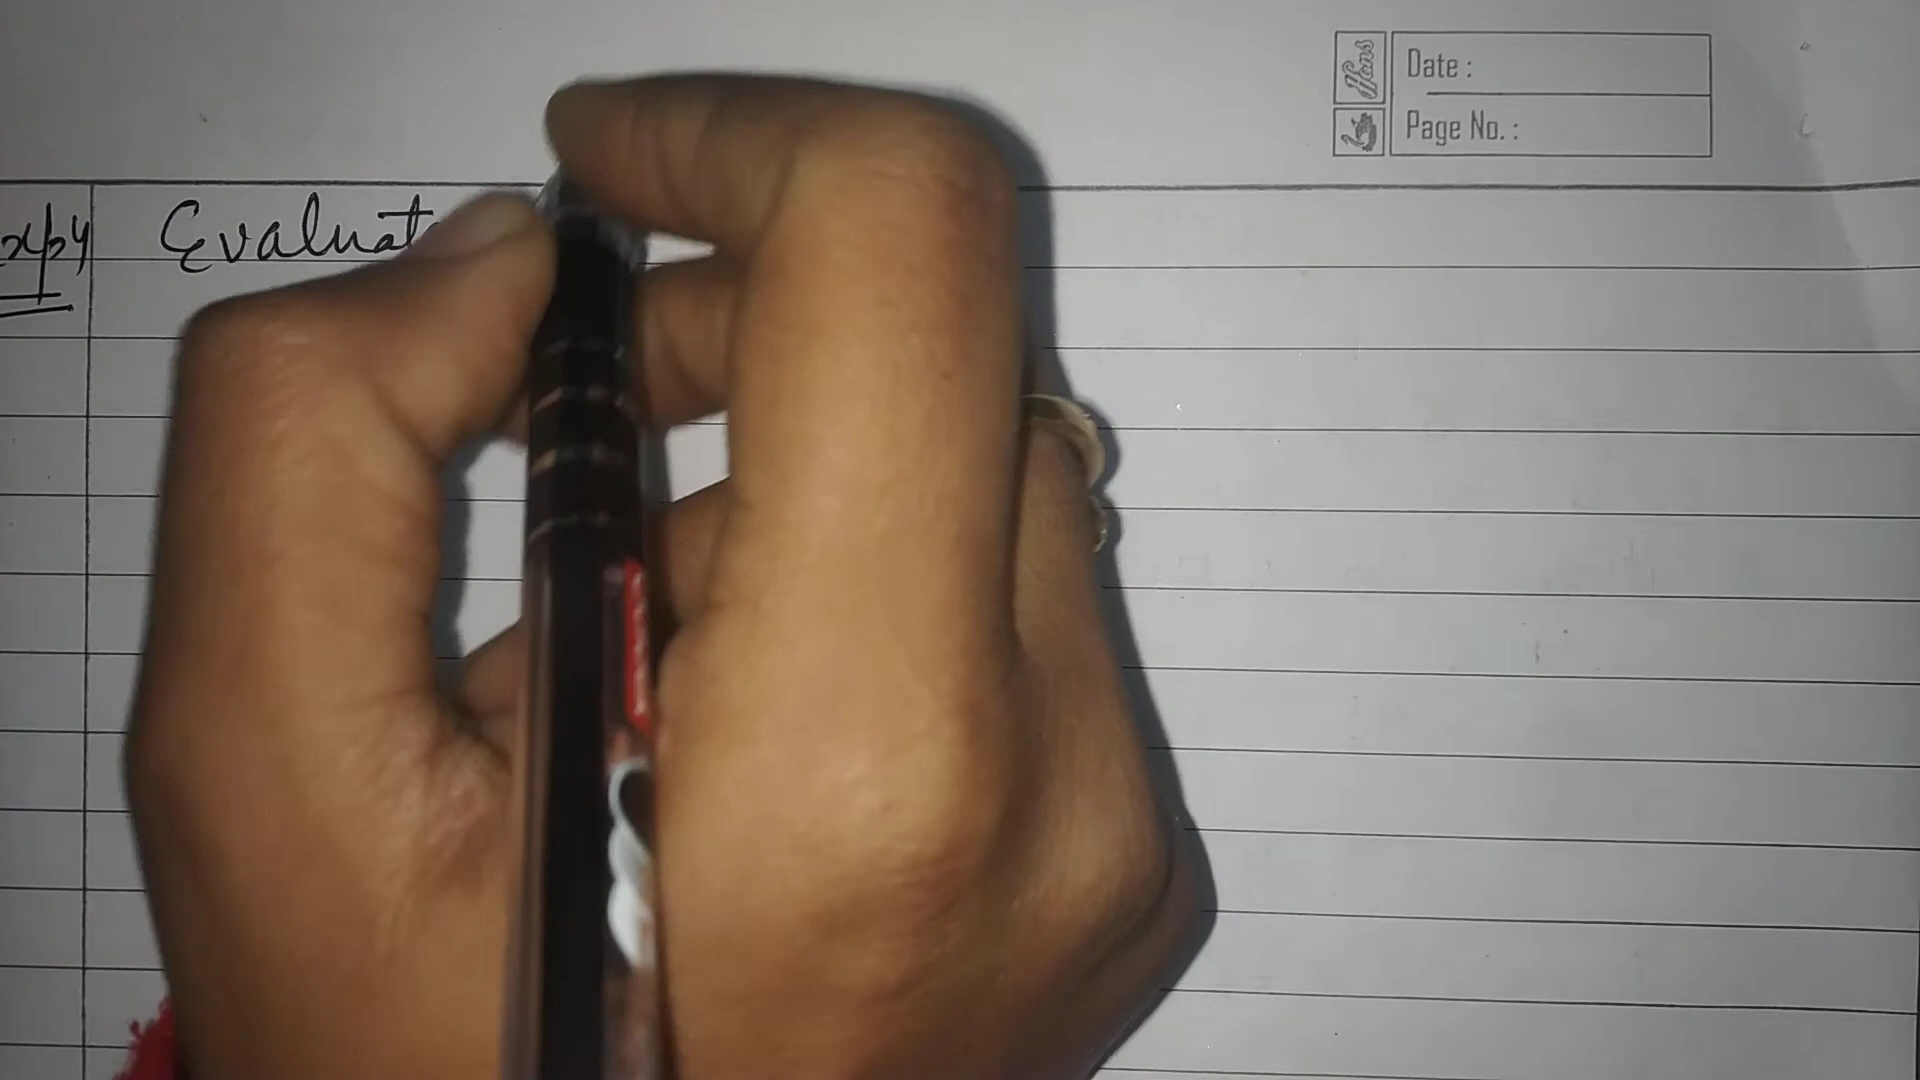 Date :
Page No. :
Evaluat